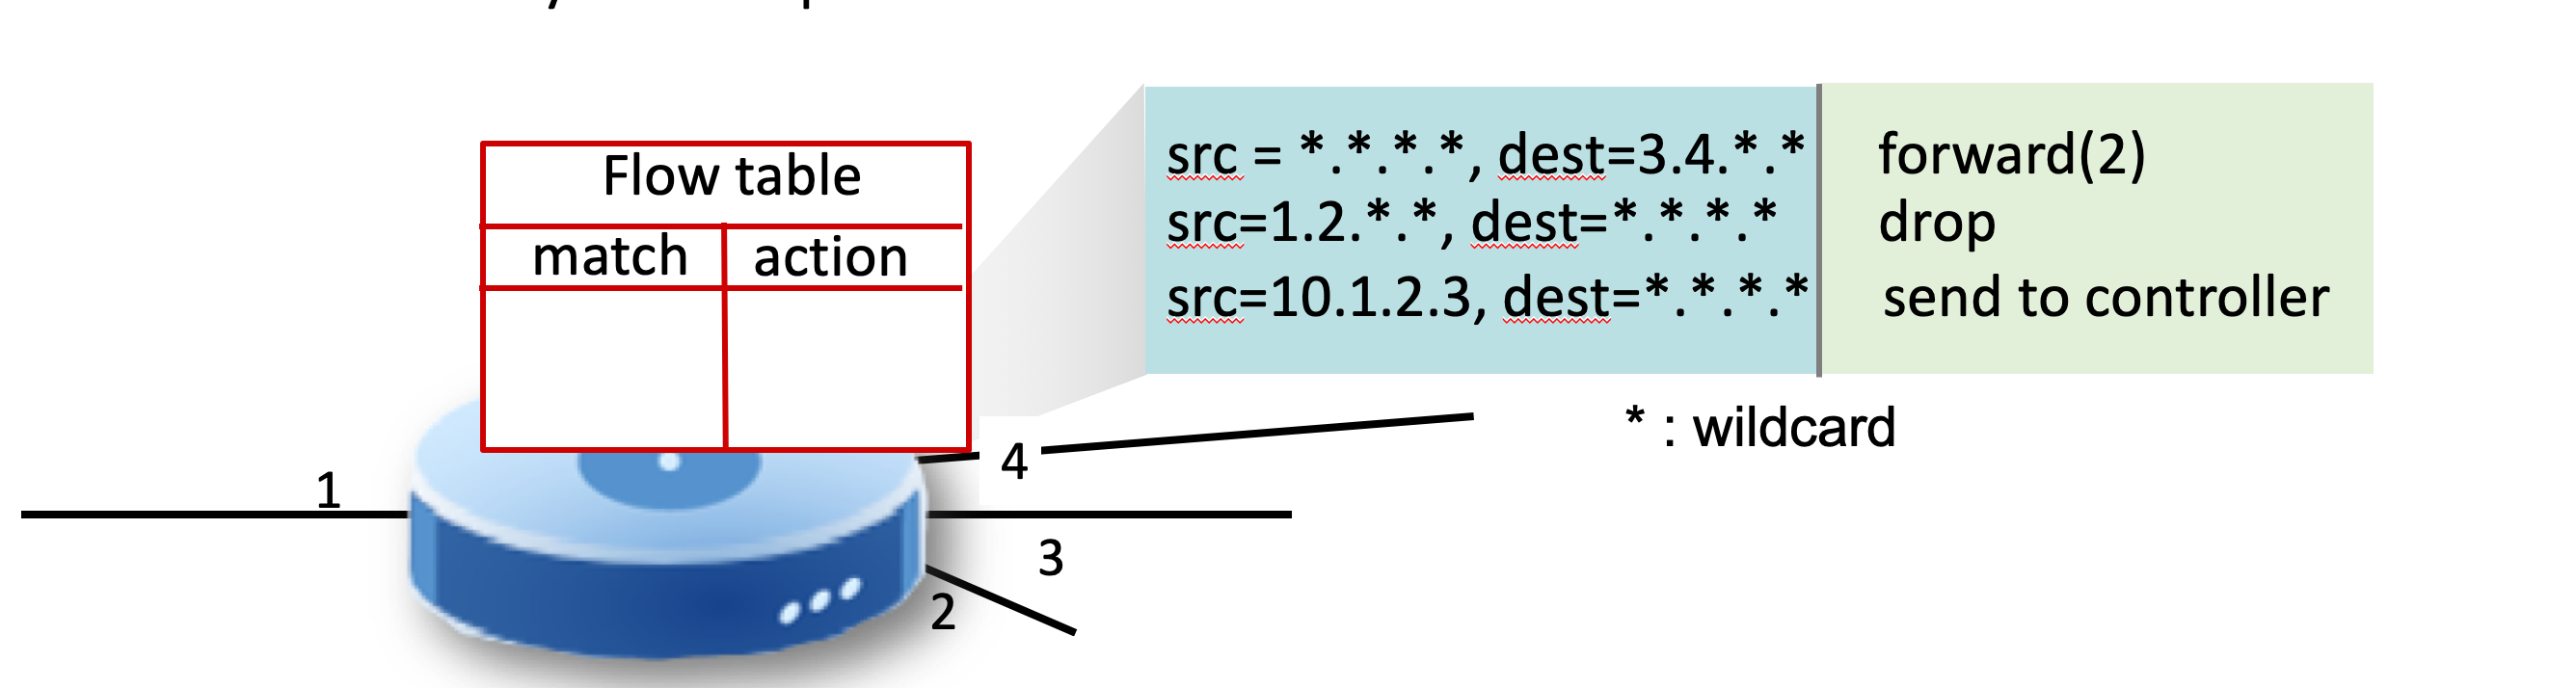 Flow table
match action
src = *.*.*.*, dest=3.4.*.* forward(2)
src=1.2.*.*, dest=*.*.*.* drop
src=10.1.2.3, dest=*.*.*.* send to controller
* : wildcard
1
4
3
2